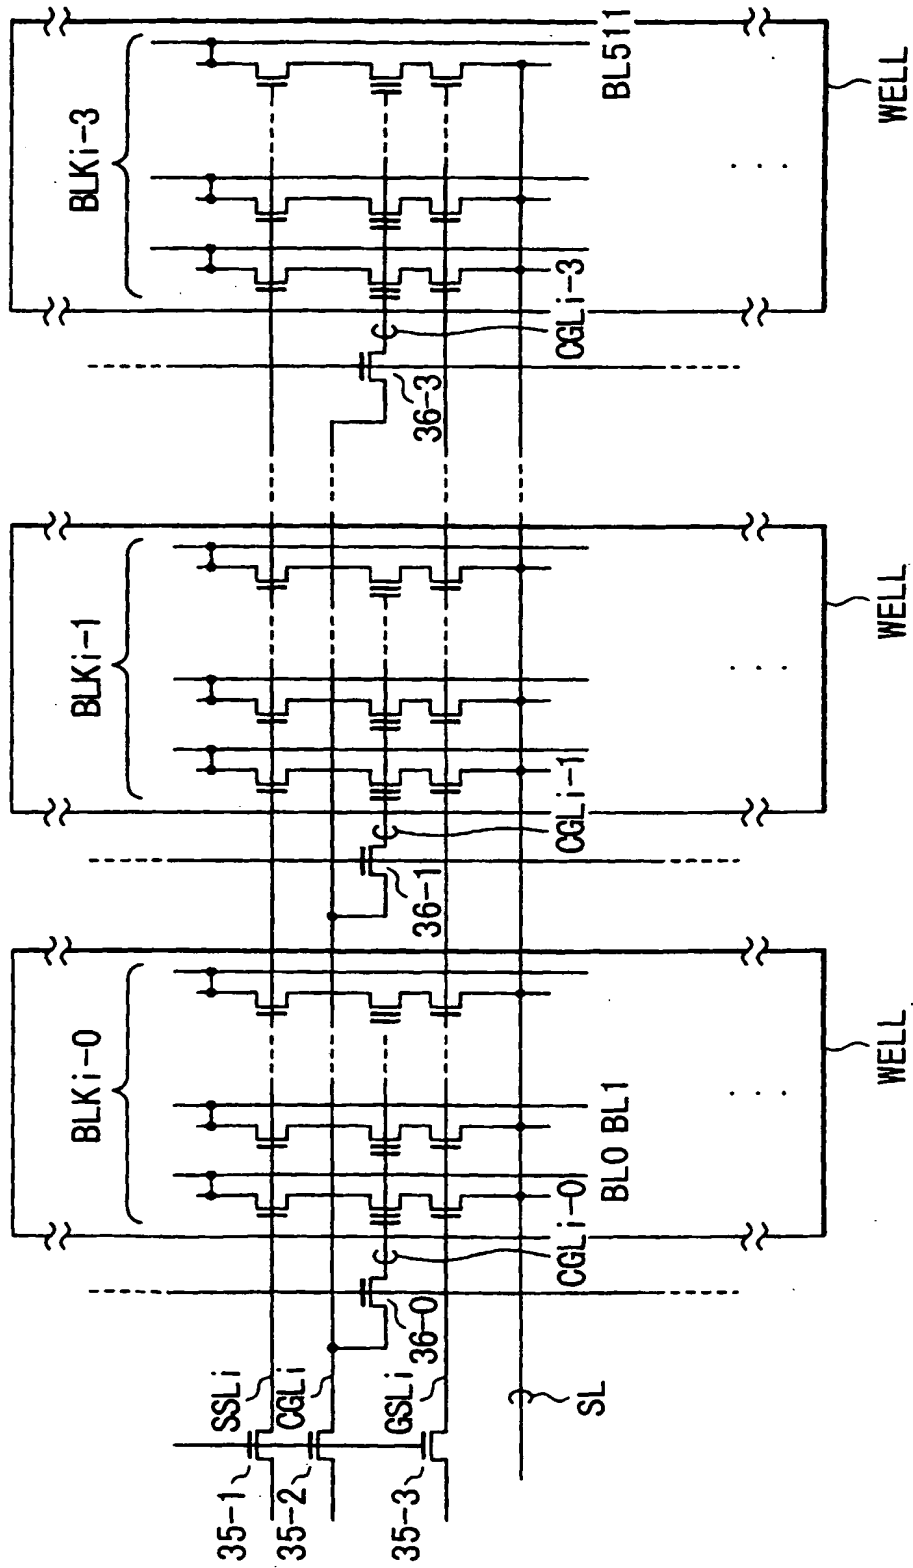 BLKi-0
BLKi-1
BLKi-3
35-1
SSLi
35-2
CGLi
35-3
GSLi
36-0
36-1
36-3
CGLi-0
CGLi-1
CGLi-3
SL
BL0 BL1
BL511
WELL
WELL
WELL